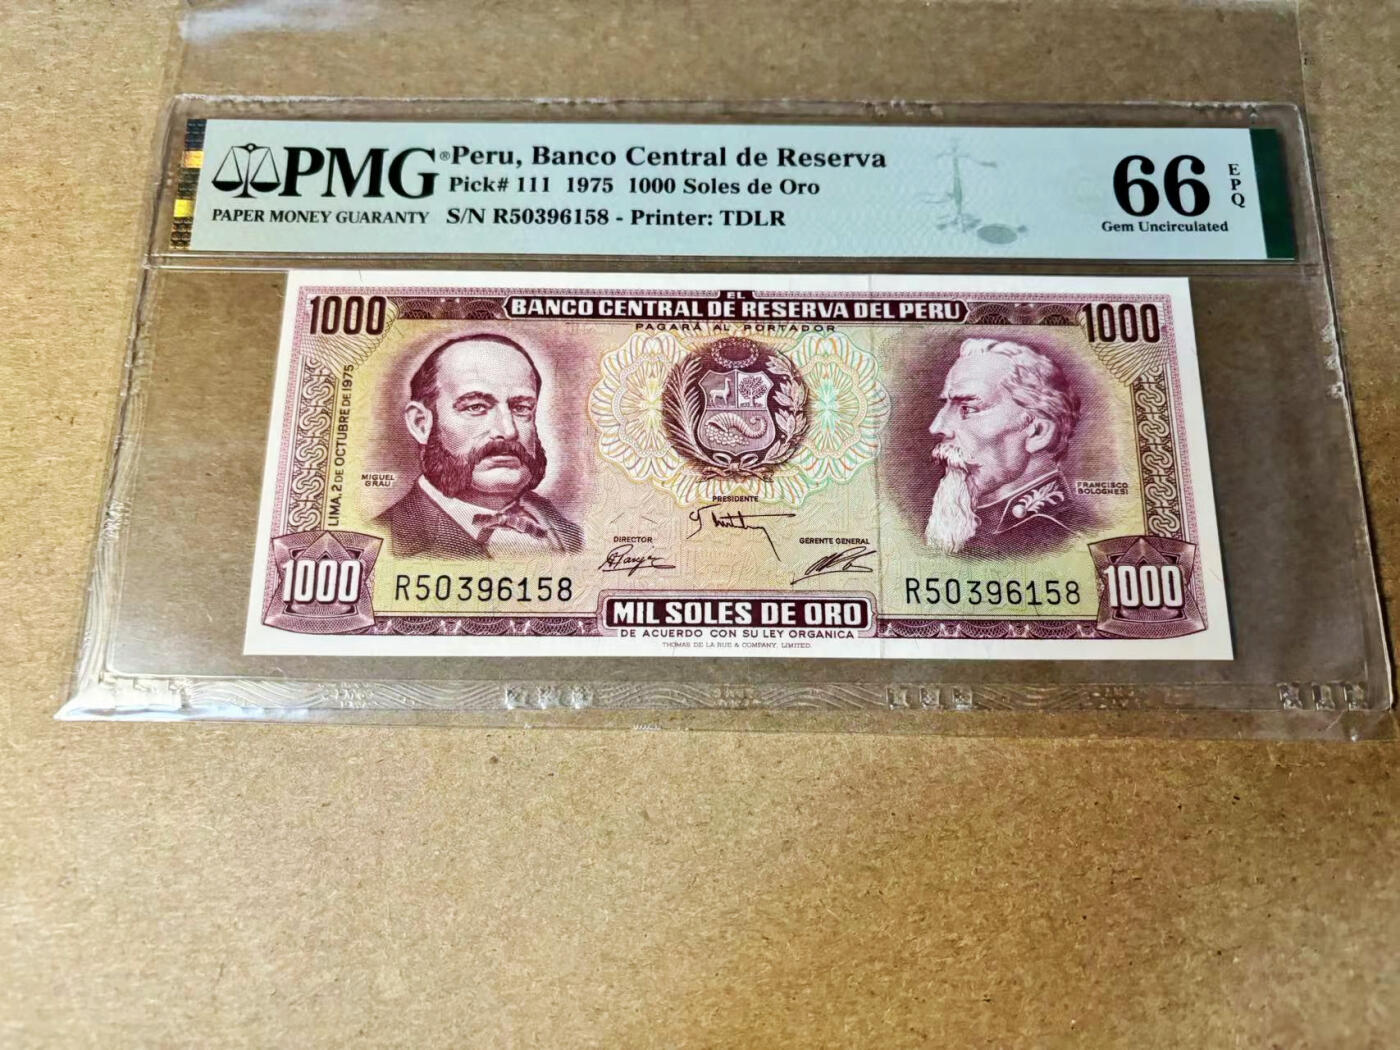 PMG® Peru, Banco Central de Reserva
Pick# 111 1975 1000 Soles de Oro
PAPER MONEY GUARANTY S/N R50396158 - Printer: TDLR
66 EPQ
Gem Uncirculated
EL
BANCO CENTRAL DE RESERVA DEL PERU
PAGARÁ AL PORTADOR
1000
1000
LIMA, 2 DE OCTUBRE DE 1975
MIGUEL
GRAU
FRANCISCO
BOLOGNESI
PRESIDENTE
DIRECTOR
GERENTE GENERAL
1000
R50396158
R50396158
1000
MIL SOLES DE ORO
DE ACUERDO CON SU LEY ORGANICA
THOMAS DE LA RUE & COMPANY, LIMITED.